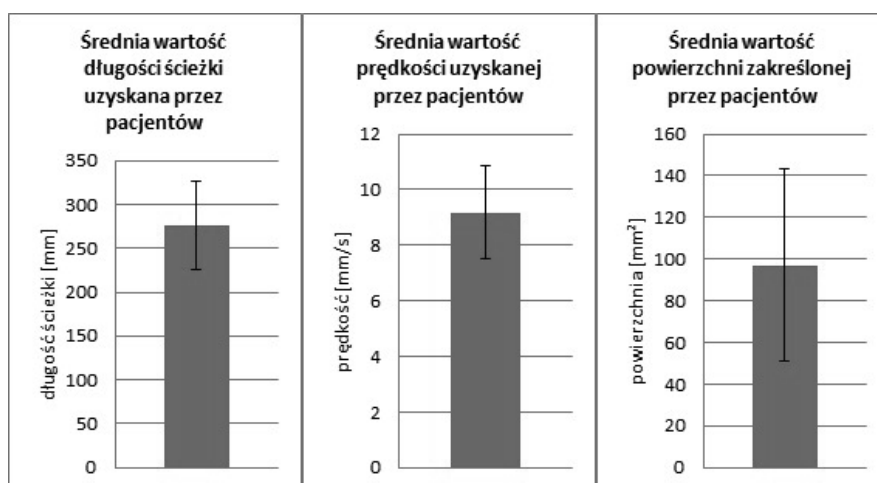 Średnia wartość
długości ścieżki
uzyskana przez
pacjentów
350
300
250
200
150
100
50
0
długość ścieżki [mm]
Średnia wartość
prędkości uzyskanej
przez pacjentów
12
10
8
6
4
2
0
prędkość [mm/s]
Średnia wartość
powierzchni zakreślonej
przez pacjentów
160
140
120
100
80
60
40
20
0
powierzchnia [mm²]